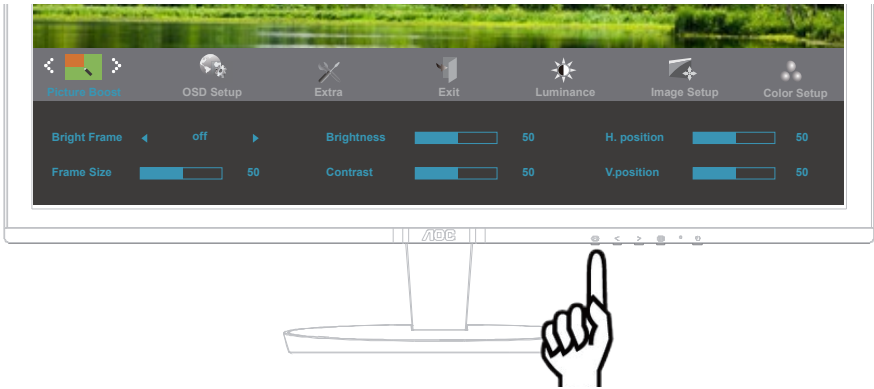 Picture Boost OSD Setup Extra Exit Luminance Image Setup Color Setup
Bright Frame off Brightness 50 H. position 50
Frame Size 50 Contrast 50 V.position 50
AOC